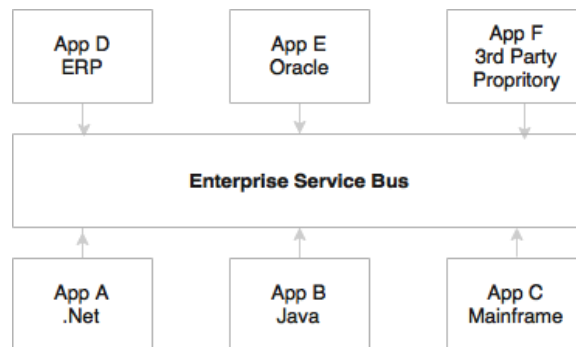 App D
ERP
App E
Oracle
App F
3rd Party
Propritory
Enterprise Service Bus
App A
.Net
App B
Java
App C
Mainframe